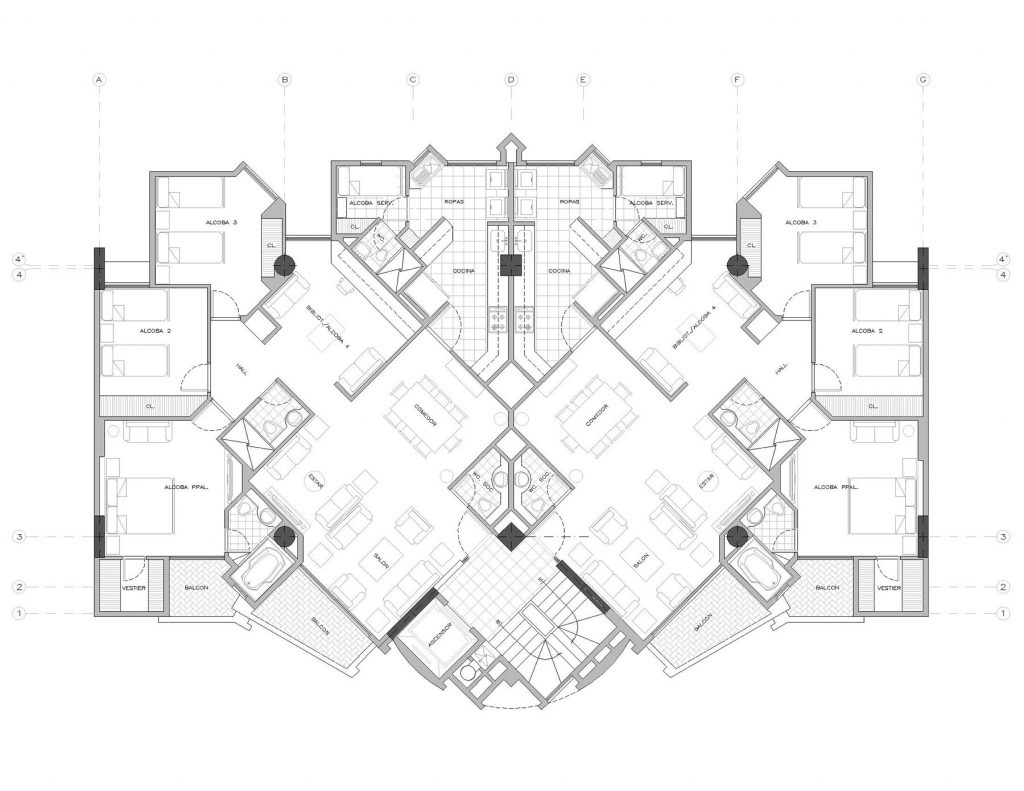 A B C D E F G
ALCOBA SERV. ROPAS ROPAS ALCOBA SERV.
ALCOBA 3 CL. CL. ALCOBA 3
WC. WC.
CL. CL.
4' 4'
4 COCINA COCINA 4
BIBLIOT./ALCOBA 4 BIBLIOT./ALCOBA 4
ALCOBA 2 ALCOBA 2
HALL HALL
CL. COMEDOR COMEDOR CL.
ESTAR WC. SOC. WC. SOC. ESTAR
ALCOBA PPAL. ALCOBA PPAL.
3 3
SALON SALON
2 VESTIER BALCON BALCON VESTIER 2
1 1
BALCON ASCENSOR BALCON